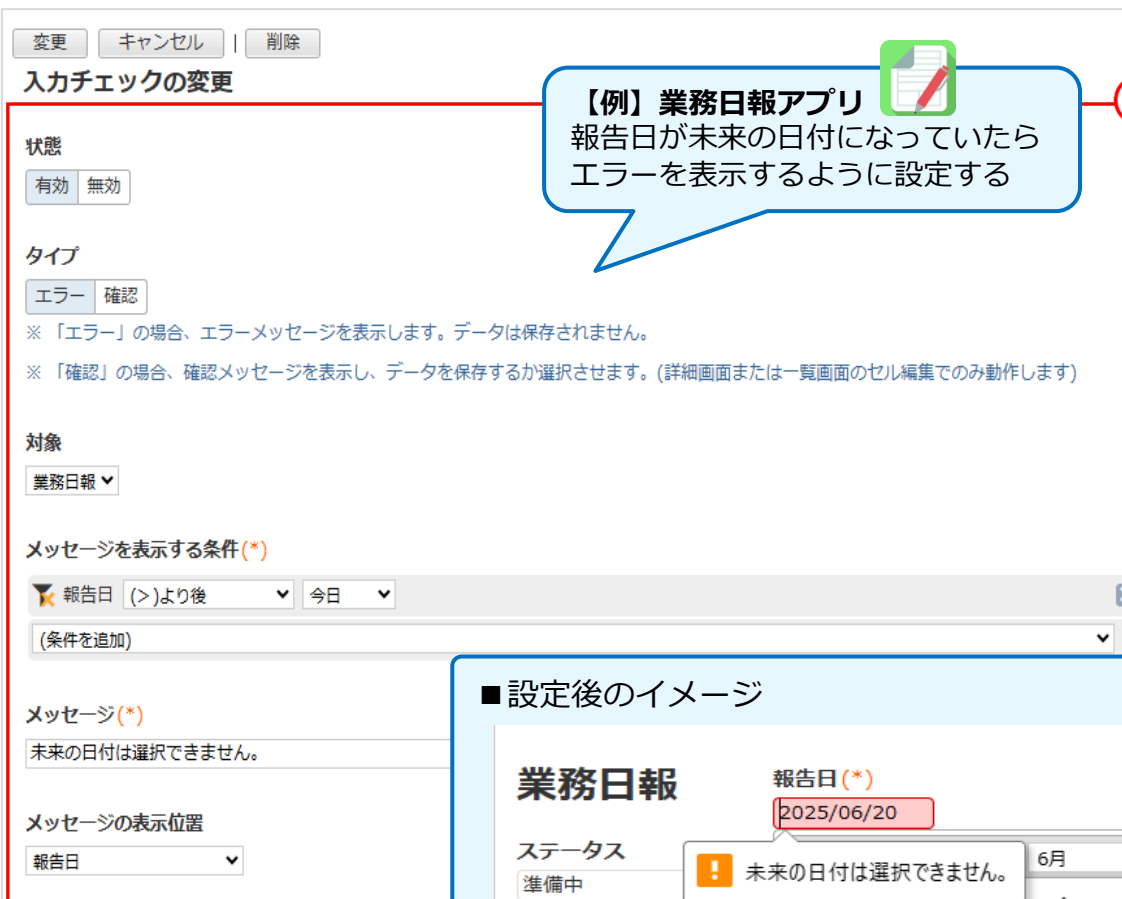 変更 キャンセル | 削除
入力チェックの変更
【例】業務日報アプリ
報告日が未来の日付になっていたら
エラーを表示するように設定する
状態
有効 無効
タイプ
エラー 確認
※ 「エラー」の場合、エラーメッセージを表示します。データは保存されません。
※ 「確認」の場合、確認メッセージを表示し、データを保存するか選択させます。(詳細画面または一覧画面のセル編集でのみ動作します)
対象
業務日報
メッセージを表示する条件(*)
報告日 (>)より後 今日
(条件を追加)
メッセージ(*)
未来の日付は選択できません。
メッセージの表示位置
報告日
■設定後のイメージ
業務日報
報告日(*)
2025/06/20
ステータス
準備中
! 未来の日付は選択できません。
6月